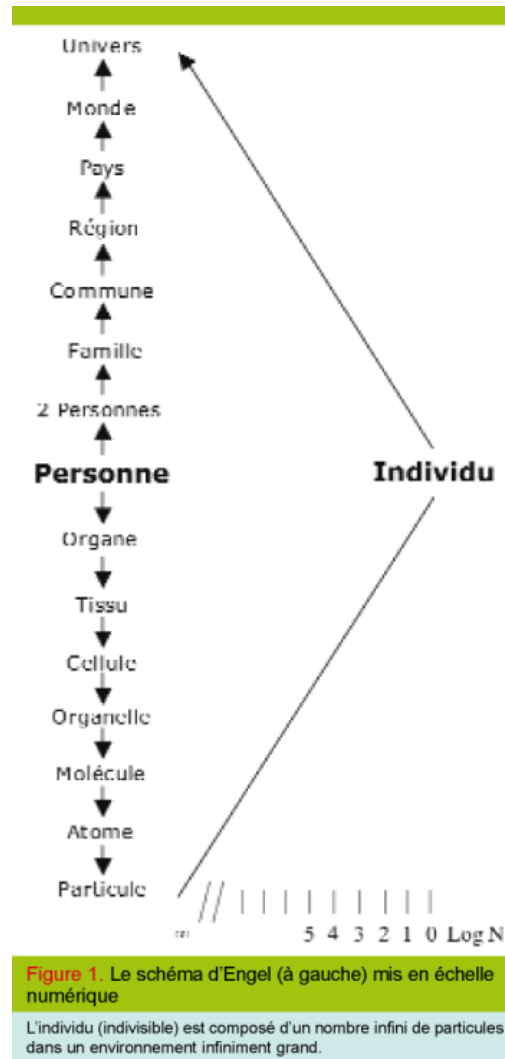 Univers
Monde
Pays
Région
Commune
Famille
2 Personnes
Personne
Individu
Organe
Tissu
Cellule
Organelle
Molécule
Atome
Particule
5 4 3 2 1 0 Log N
Figure 1. Le schéma d'Engel (à gauche) mis en échelle
numérique
L'individu (indivisible) est composé d'un nombre infini de particules
dans un environnement infiniment grand.